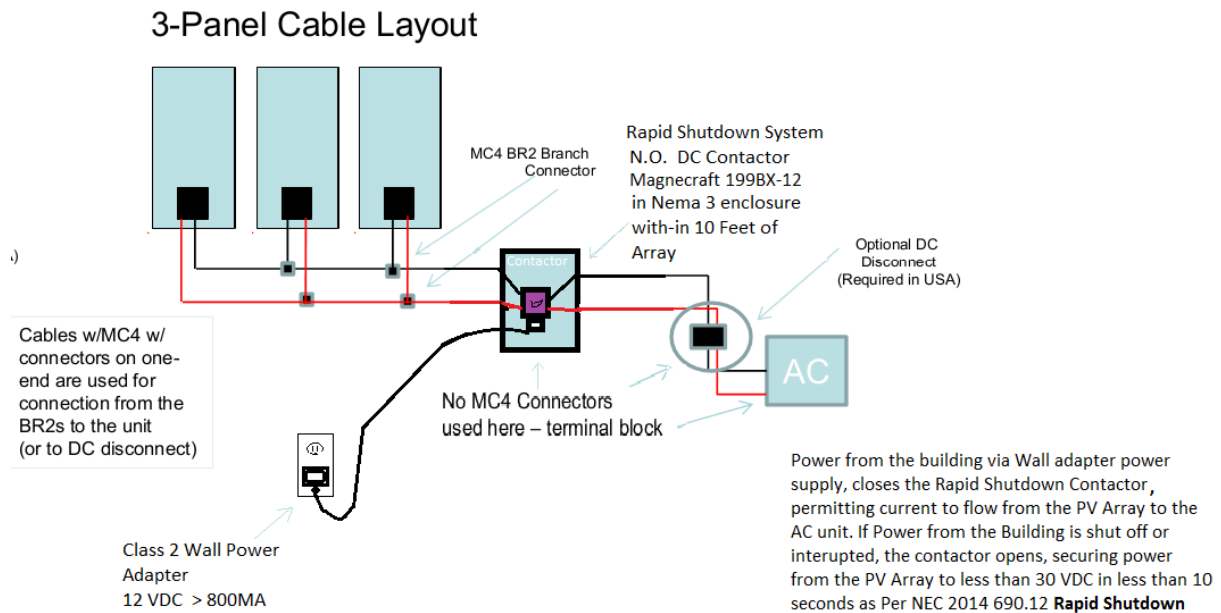 3-Panel Cable Layout
MC4 BR2 Branch
Connector
Rapid Shutdown System
N.O. DC Contactor
Magnecraft 199BX-12
in Nema 3 enclosure
with-in 10 Feet of
Array
Optional DC
Disconnect
(Required in USA)
Contactor
Cables w/MC4 w/
connectors on one-
end are used for
connection from the
BR2s to the unit
(or to DC disconnect)
No MC4 Connectors
used here – terminal block
AC
Class 2 Wall Power
Adapter
12 VDC >800MA
Power from the building via Wall adapter power
supply, closes the Rapid Shutdown Contactor,
permitting current to flow from the PV Array to the
AC unit. If Power from the Building is shut off or
interupted, the contactor opens, securing power
from the PV Array to less than 30 VDC in less than 10
seconds as Per NEC 2014 690.12 Rapid Shutdown